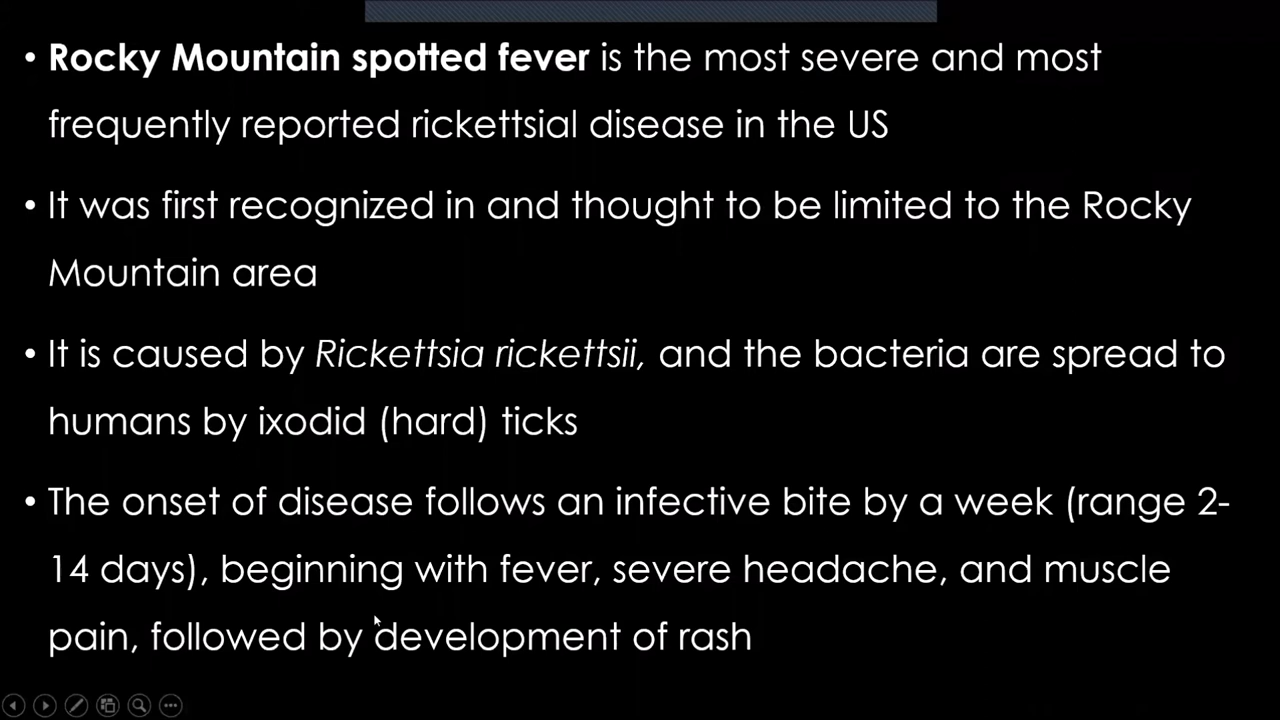 • Rocky Mountain spotted fever is the most severe and most
frequently reported rickettsial disease in the US
• It was first recognized in and thought to be limited to the Rocky
Mountain area
• It is caused by Rickettsia rickettsii, and the bacteria are spread to
humans by ixodid (hard) ticks
• The onset of disease follows an infective bite by a week (range 2-
14 days), beginning with fever, severe headache, and muscle
pain, followed by development of rash